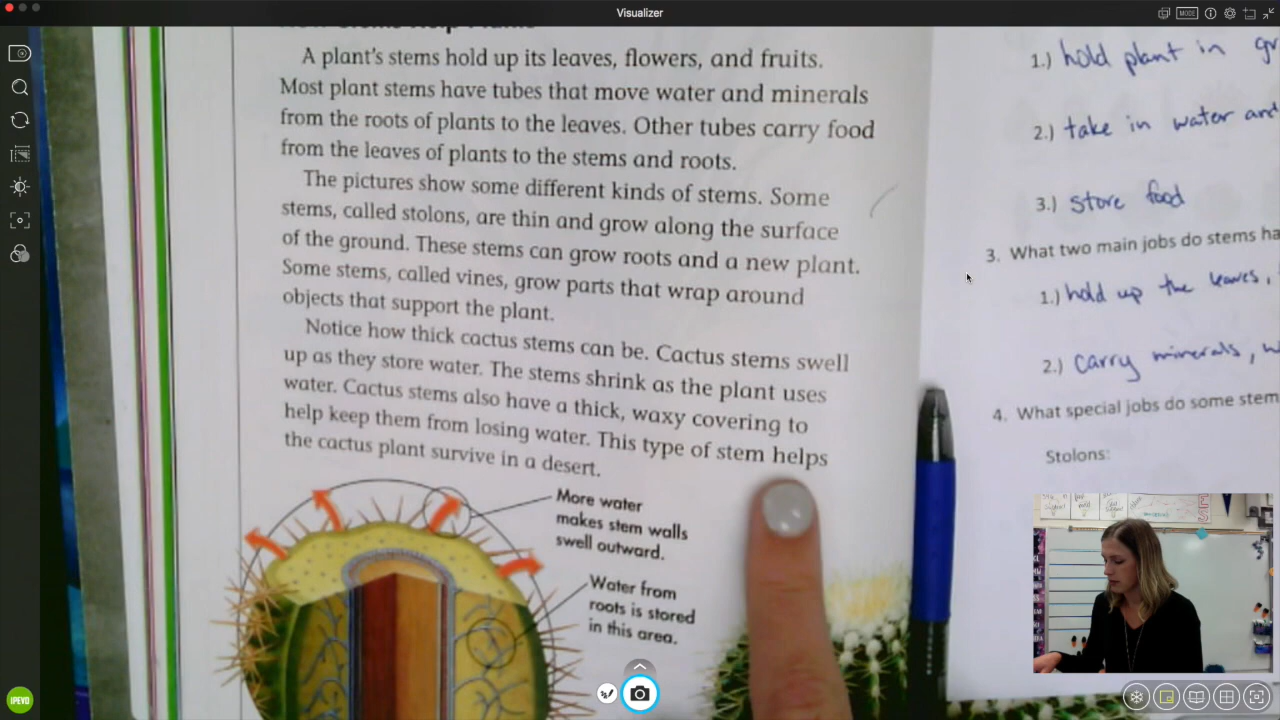 Visualizer
MODE
A plant's stems hold up its leaves, flowers, and fruits.
Most plant stems have tubes that move water and minerals
from the roots of plants to the leaves. Other tubes carry food
from the leaves of plants to the stems and roots.
The pictures show some different kinds of stems. Some
stems, called stolons, are thin and grow along the surface
of the ground. These stems can grow roots and a new plant.
Some stems, called vines, grow parts that wrap around
objects that support the plant.
Notice how thick cactus stems can be. Cactus stems swell
up as they store water. The stems shrink as the plant uses
water. Cactus stems also have a thick, waxy covering to
help keep them from losing water. This type of stem helps
the cactus plant survive in a desert.
More water
makes stem walls
swell outward.
Water from
roots is stored
in this area.
1.) hold plant in gr
2.) take in water and
3.) store food
3. What two main jobs do stems ha
1.) hold up the leaves,
2.) carry minerals, w
4. What special jobs do some stem
Stolons:
IPEVO